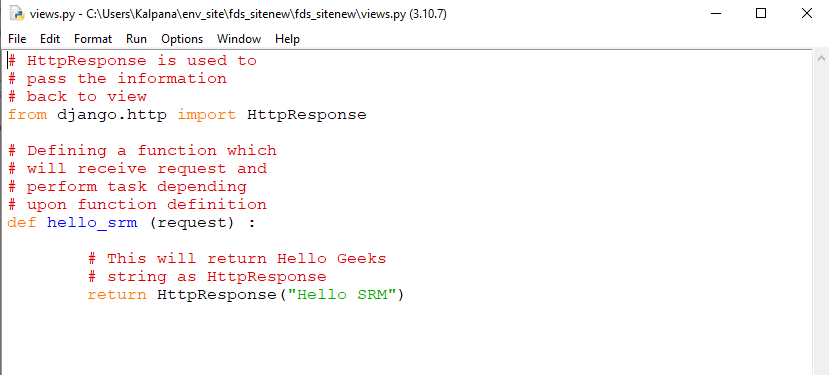 views.py - C:\Users\Kalpana\env_site\fds_sitenew\fds_sitenew\views.py (3.10.7)
File Edit Format Run Options Window Help
# HttpResponse is used to
# pass the information
# back to view
from django.http import HttpResponse
# Defining a function which
# will receive request and
# perform task depending
# upon function definition
def hello_srm (request) :
# This will return Hello Geeks
# string as HttpResponse
return HttpResponse("Hello SRM")